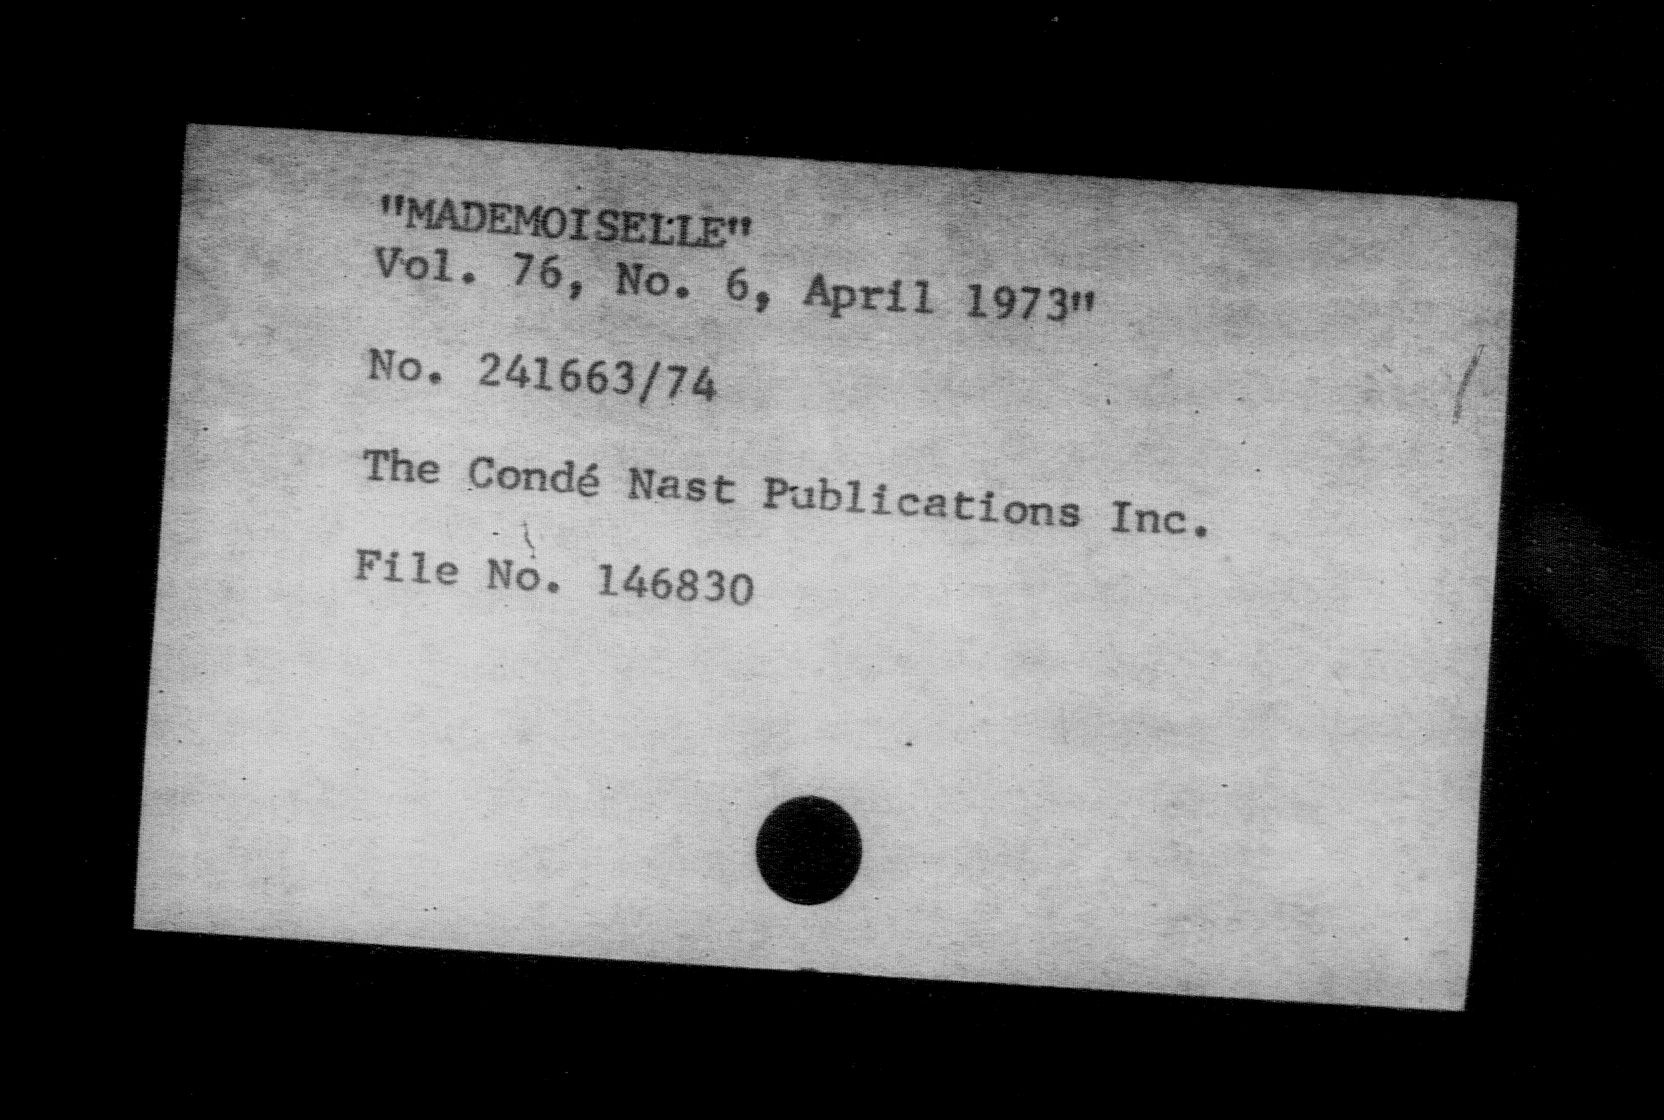 "MADEMOISELLE"
Vol. 76, No. 6, April 1973"
No. 241663/74
The Condé Nast Publications Inc.
File No. 146830